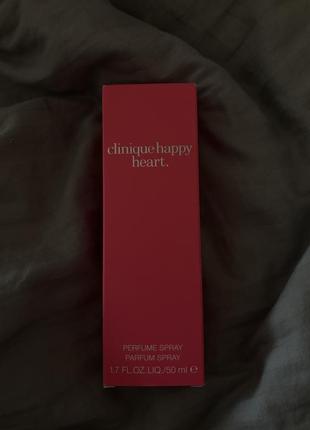 clinique happy
heart.
PERFUME SPRAY
PARFUM SPRAY
1.7 FL.OZ.LIQ./50 ml ℮